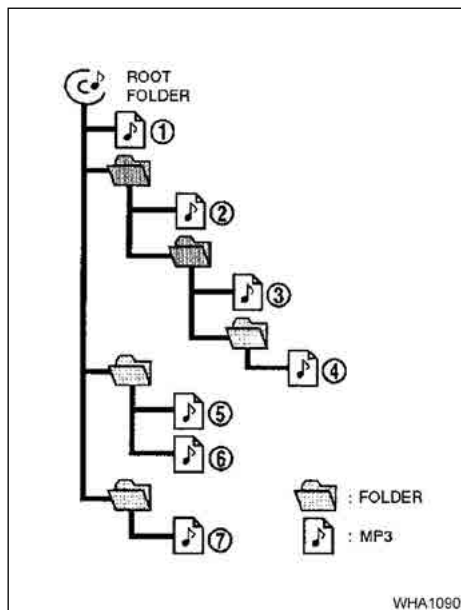 ROOT
FOLDER
①
②
③
④
⑤
⑥
⑦
: FOLDER
: MP3
WHA1090